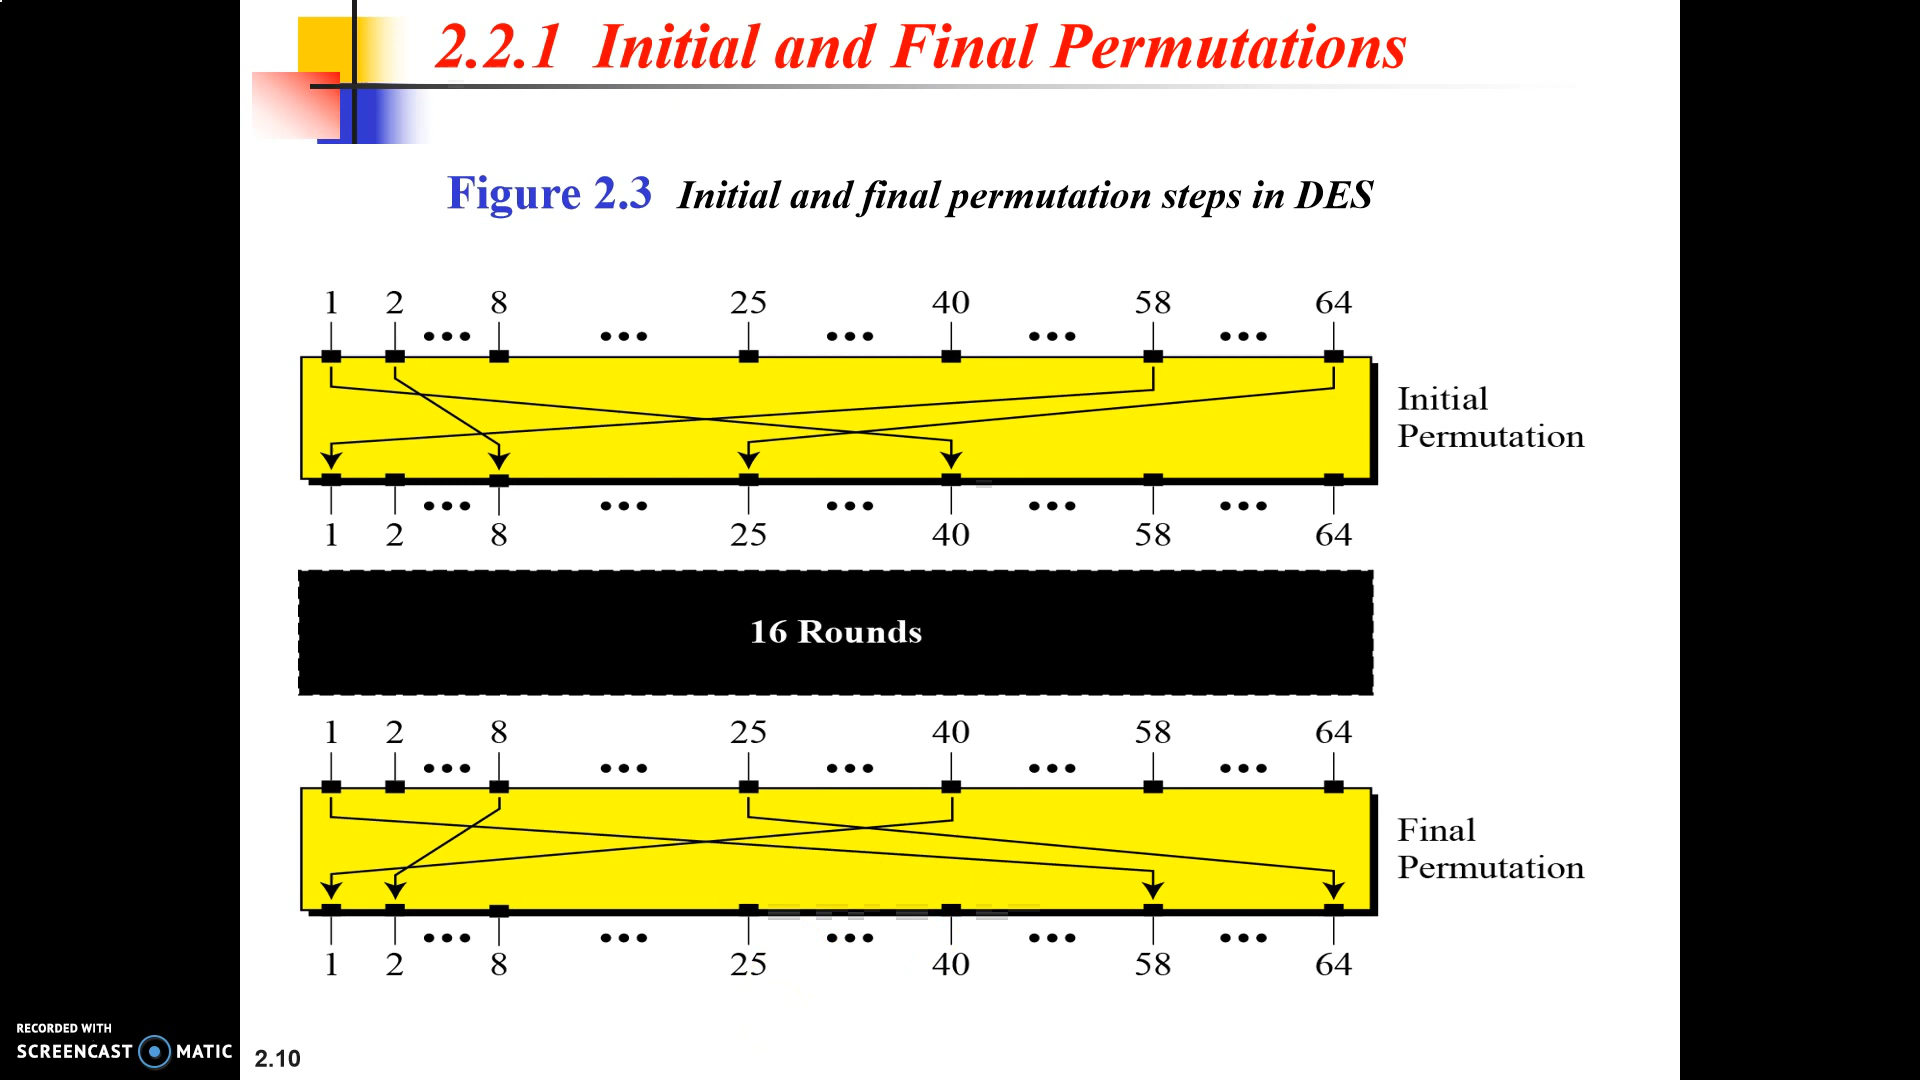 2.2.1 Initial and Final Permutations
Figure 2.3 Initial and final permutation steps in DES
1 2 8 25 40 58 64
Initial
Permutation
1 2 8 25 40 58 64
16 Rounds
1 2 8 25 40 58 64
Final
Permutation
1 2 8 25 40 58 64
RECORDED WITH
SCREENCAST MATIC
2.10